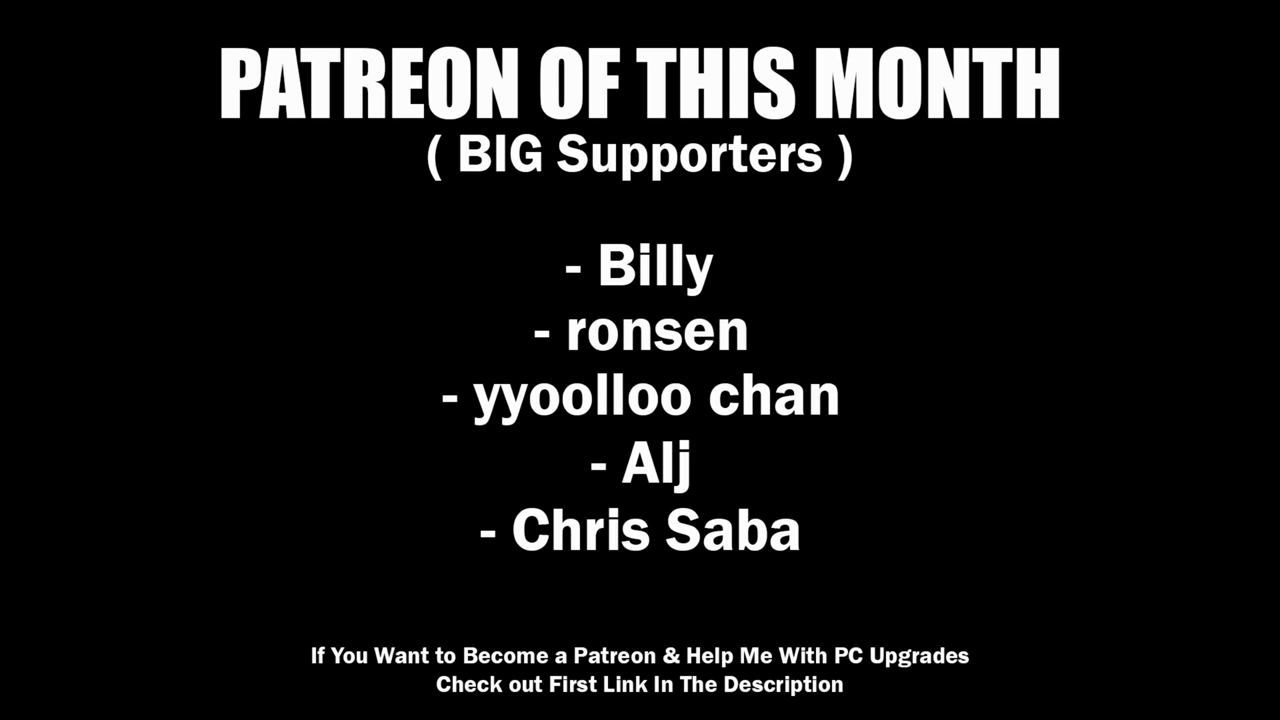 PATREON OF THIS MONTH
( BIG Supporters )
- Billy
- ronsen
- yyoolloo chan
- Alj
- Chris Saba
If You Want to Become a Patreon & Help Me With PC Upgrades
Check out First Link In The Description